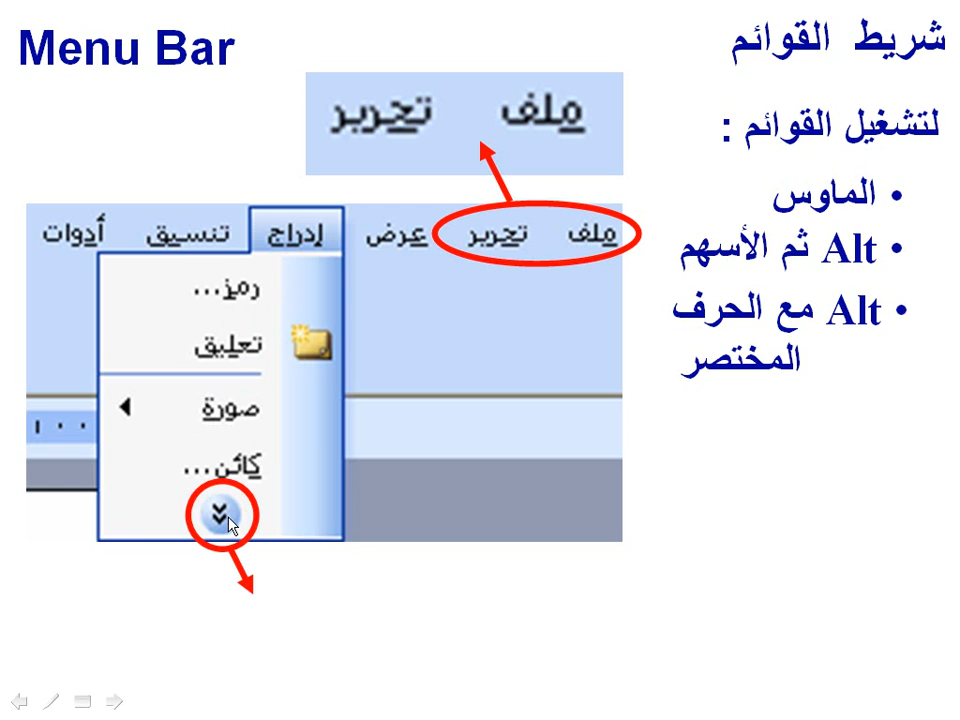 شريط القوائم
Menu Bar
لتشغيل القوائم :
• الماوس
• Alt ثم الأسهم
• Alt مع الحرف
المختصر
ملف تحرير
ملف تحرير عرض إدراج تنسيق أدوات
رمز...
تعليق
صورة
كائن...